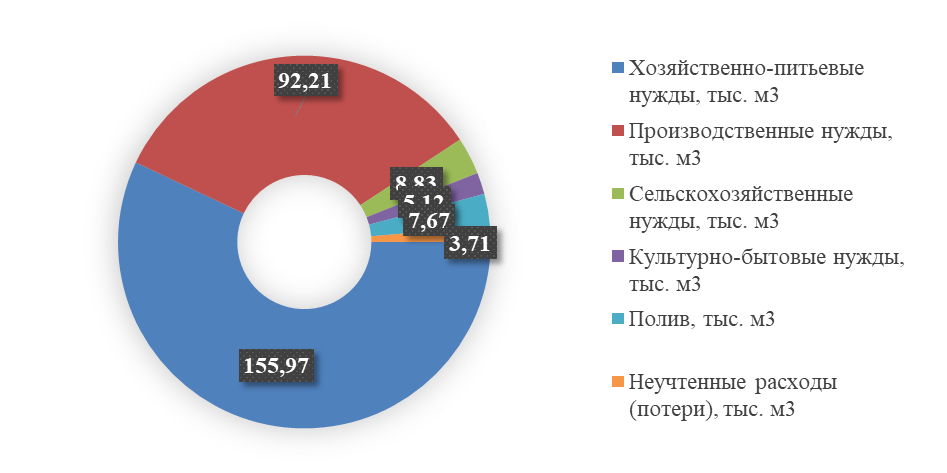 92,21
8,83
5,12
7,67
3,71
155,97
Хозяйственно-питьевые
нужды, тыс. м3
Производственные нужды,
тыс. м3
Сельскохозяйственные
нужды, тыс. м3
Культурно-бытовые нужды,
тыс. м3
Полив, тыс. м3
Неучтенные расходы
(потери), тыс. м3